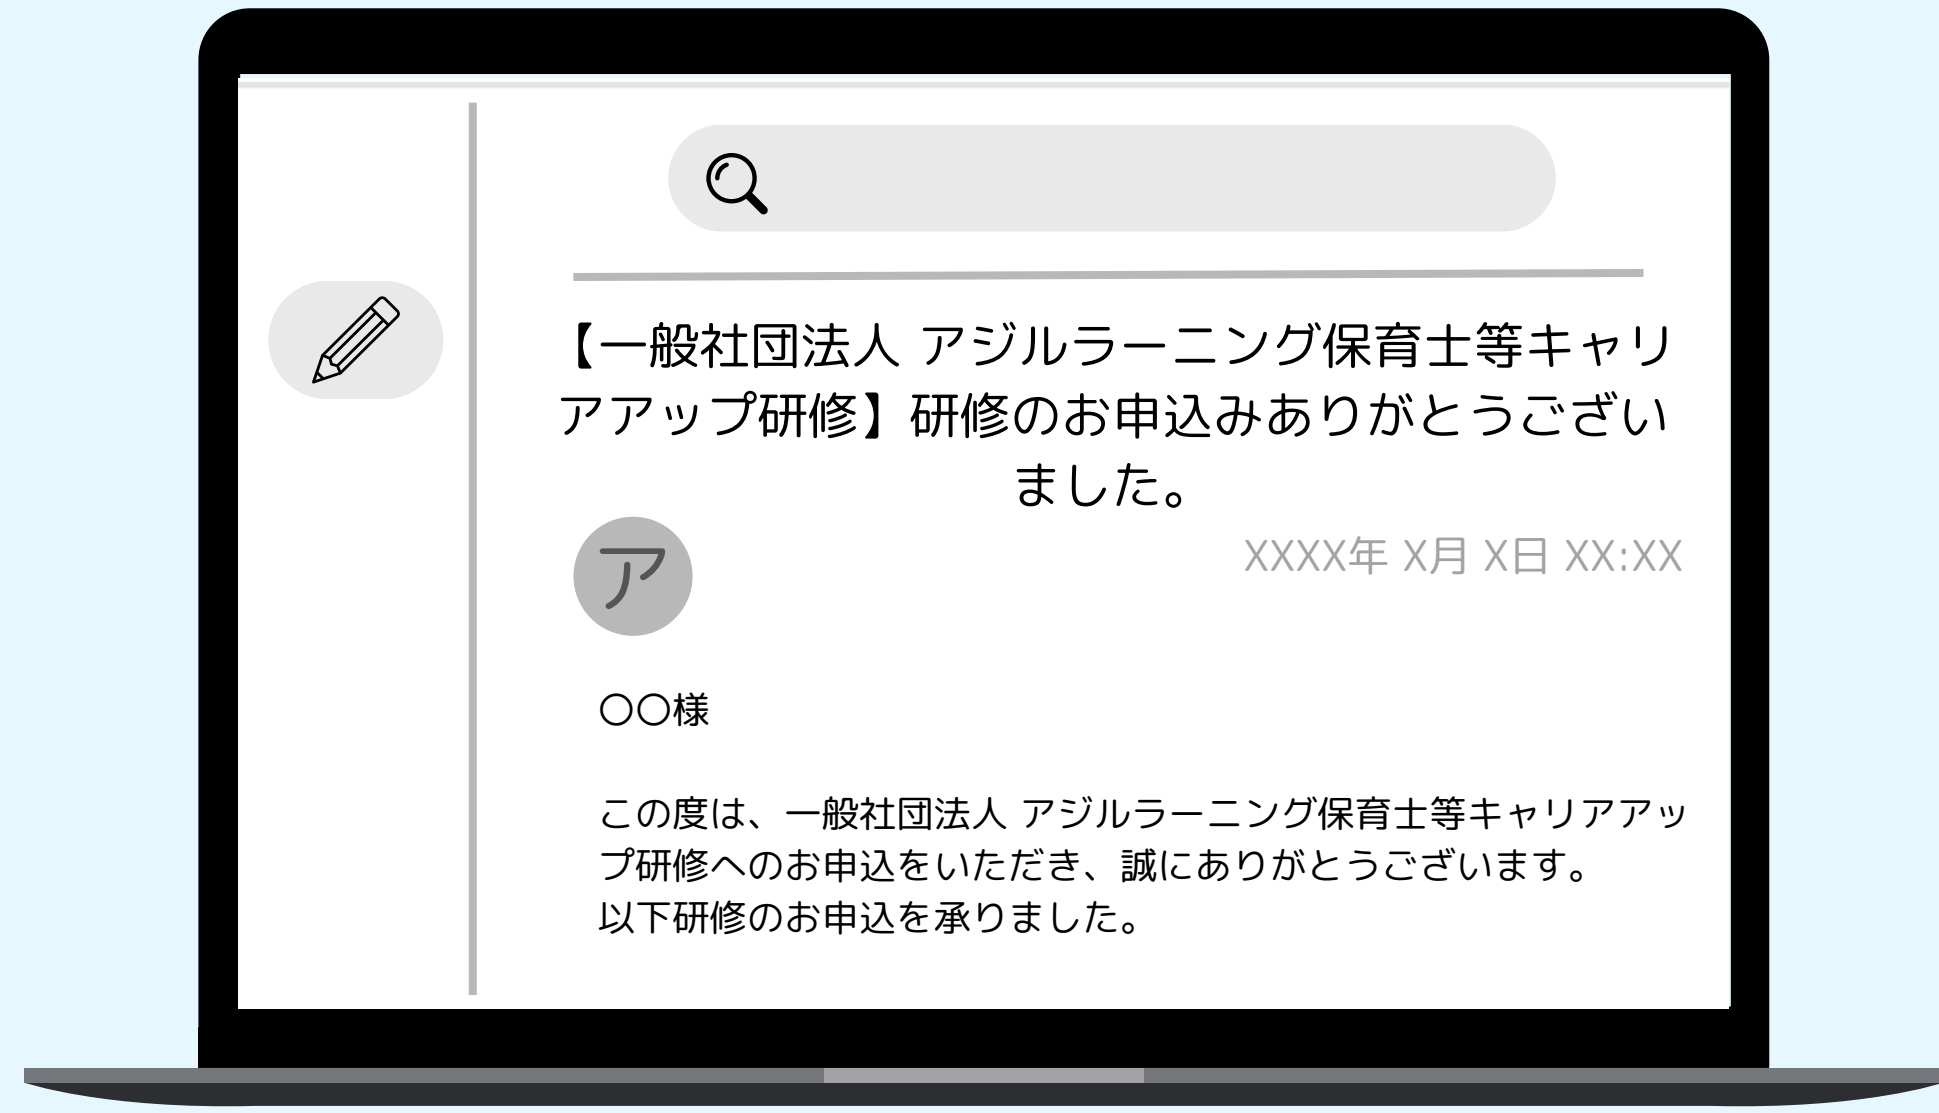 【一般社団法人 アジルラーニング保育士等キャリ
アアップ研修】研修のお申込みありがとうござい
ました。
ア
XXXX年 X月 X日 XX:XX
〇〇様
この度は、一般社団法人 アジルラーニング保育士等キャリアアッ
プ研修へのお申込をいただき、誠にありがとうございます。
以下研修のお申込を承りました。